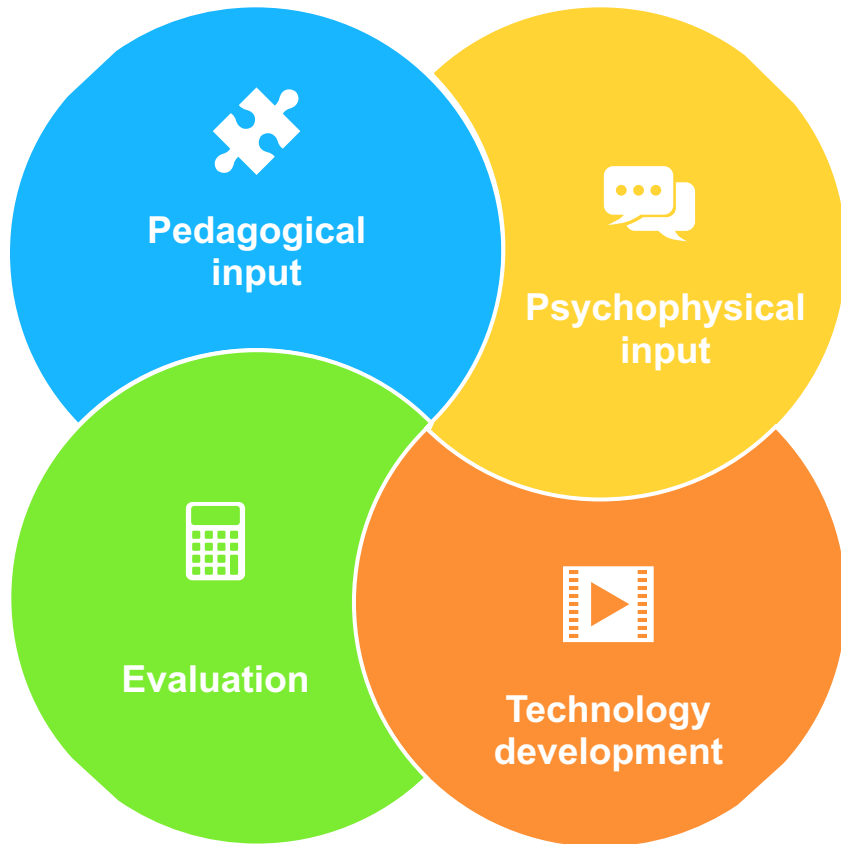 Pedagogical
input
Psychophysical
input
Evaluation
Technology
development